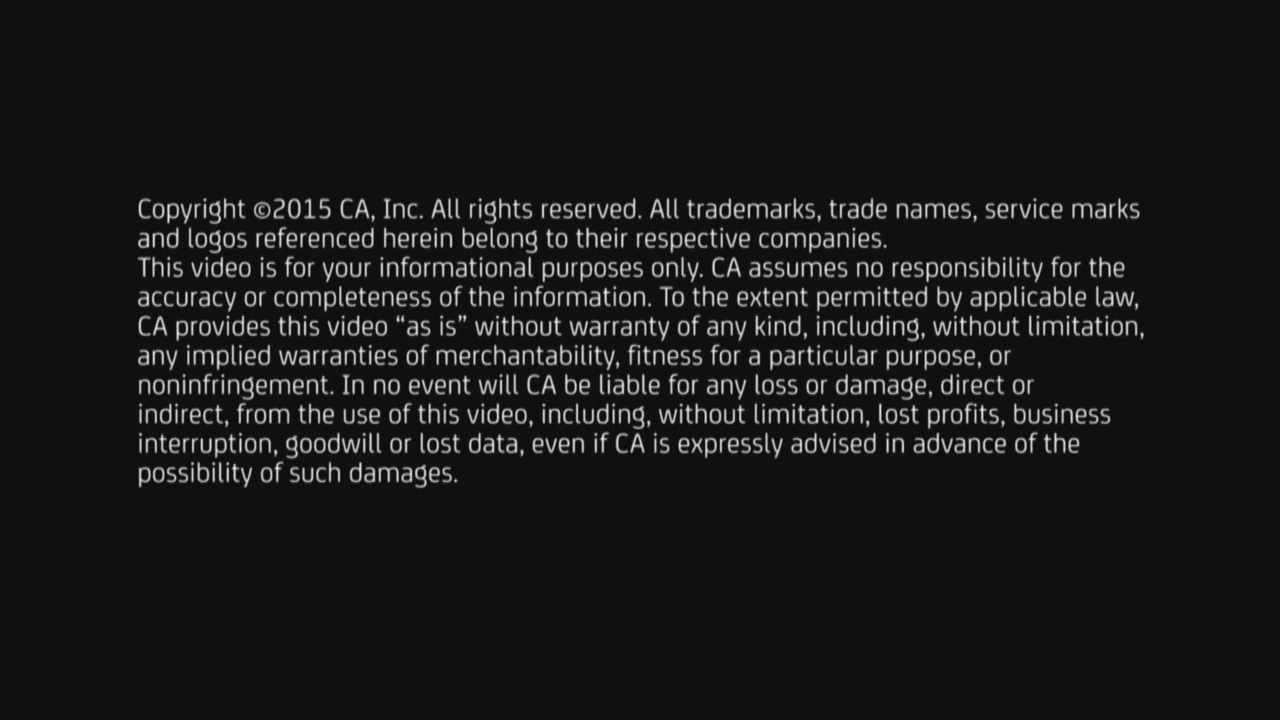 Copyright ©2015 CA, Inc. All rights reserved. All trademarks, trade names, service marks
and logos referenced herein belong to their respective companies.
This video is for your informational purposes only. CA assumes no responsibility for the
accuracy or completeness of the information. To the extent permitted by applicable law,
CA provides this video “as is” without warranty of any kind, including, without limitation,
any implied warranties of merchantability, fitness for a particular purpose, or
noninfringement. In no event will CA be liable for any loss or damage, direct or
indirect, from the use of this video, including, without limitation, lost profits, business
interruption, goodwill or lost data, even if CA is expressly advised in advance of the
possibility of such damages.